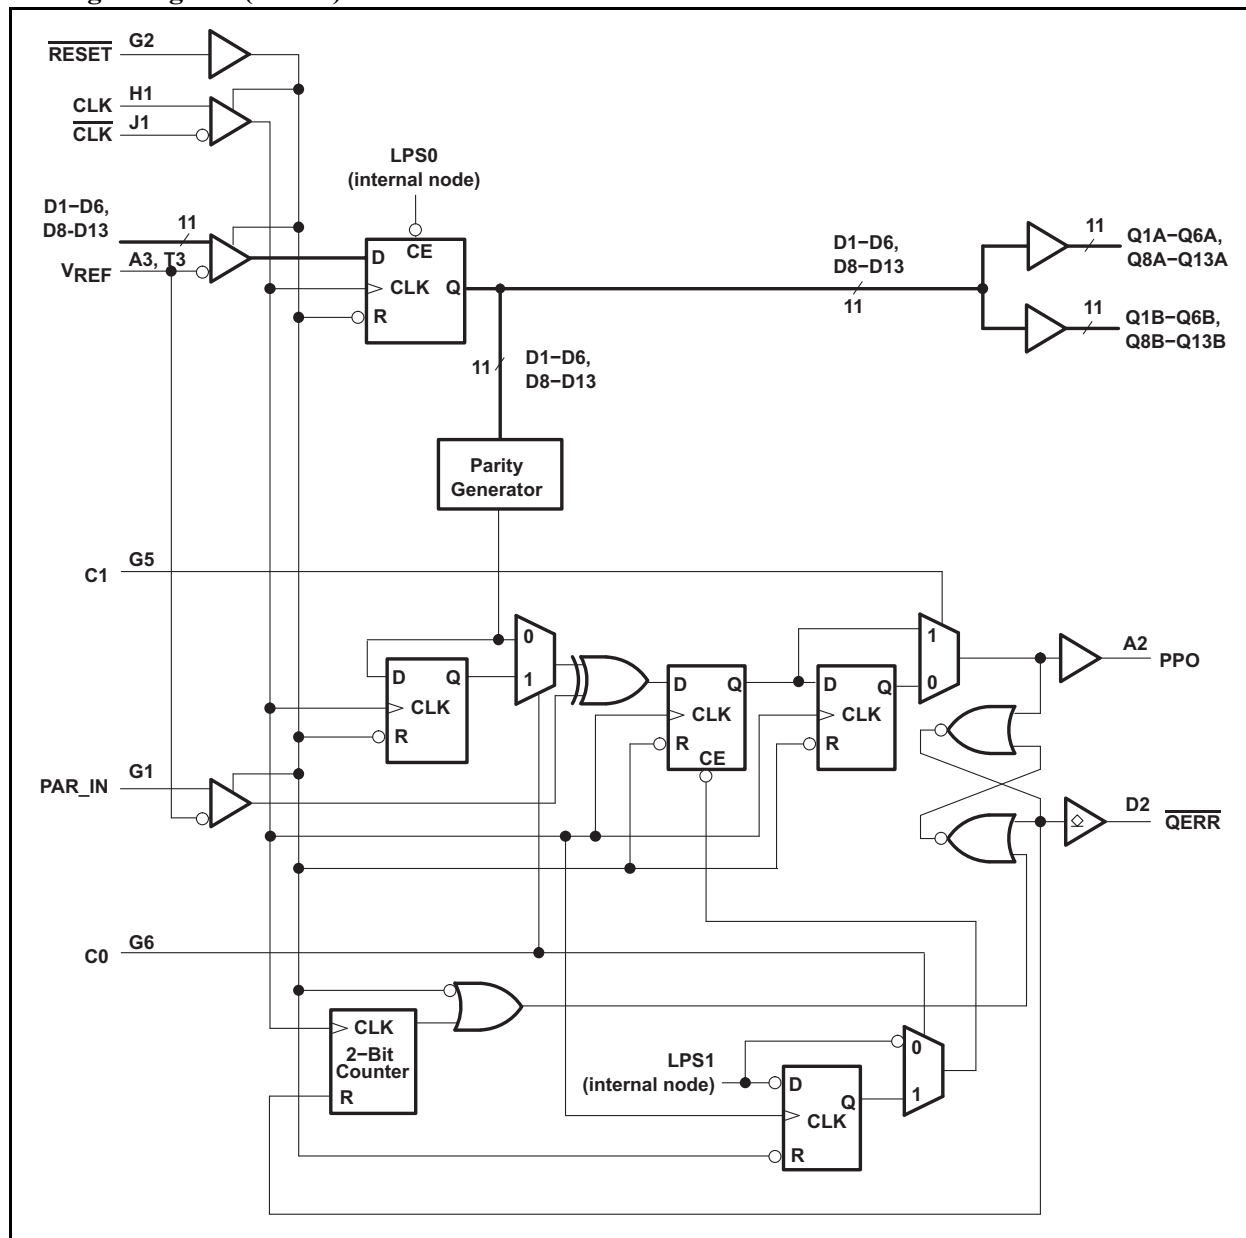 RESET G2
CLK H1
CLK J1
LPS0
(internal node)
D1−D6,
D8-D13
11
VREF A3, T3
D CE
CLK Q
R
D1−D6,
D8−D13
11
11 Q1A−Q6A,
Q8A−Q13A
11 Q1B−Q6B,
Q8B−Q13B
11 D1−D6,
D8−D13
Parity
Generator
C1 G5
0
1
D Q
CLK
R
D Q
CLK
R
CE
D Q
CLK
R
1
0
A2 PPO
PAR_IN G1
D2 QERR
C0 G6
CLK
2−Bit
Counter
R
LPS1
(internal node)
D Q
CLK
R
0
1